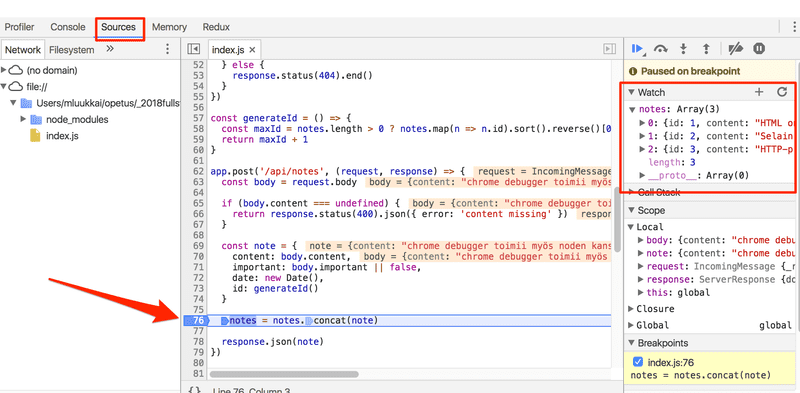 Profiler Console Sources Memory Redux
Network Filesystem »
(no domain)
file://
Users/mluukkai/opetus/_2018fullst
node_modules
index.js
index.js ×
52 } else {
53 response.status(404).end()
54 }
55 })
56
57 const generateId = () => {
58 const maxId = notes.length > 0 ? notes.map(n => n.id).sort().reverse()[0
59 return maxId + 1
60 }
61
62 app.post('/api/notes', (request, response) => { request = IncomingMessage
63 const body = request.body body = {content: "chrome debugger toimii myös
64
65 if (body.content === undefined) { body = {content: "chrome debugger toim
66 return response.status(400).json({ error: 'content missing' }) respon
67 }
68
69 const note = { note = {content: "chrome debugger toimii myös noden kans
70 content: body.content, body = {content: "chrome debugger toimii myös
71 important: body.important || false,
72 date: new Date(),
73 id: generateId()
74 }
75
76 notes = notes.concat(note)
77
78 response.json(note)
79 })
80
81
{} Line 76, Column 3
Paused on breakpoint
Watch
notes: Array(3)
0: {id: 1, content: "HTML on
1: {id: 2, content: "Selain
2: {id: 3, content: "HTTP-p
length: 3
__proto__: Array(0)
Call Stack
Scope
Local
body: {content: "chrome debu
note: {content: "chrome debu
request: IncomingMessage {_r
response: ServerResponse {do
this: global
Closure
Global global
Breakpoints
index.js:76
notes = notes.concat(note)